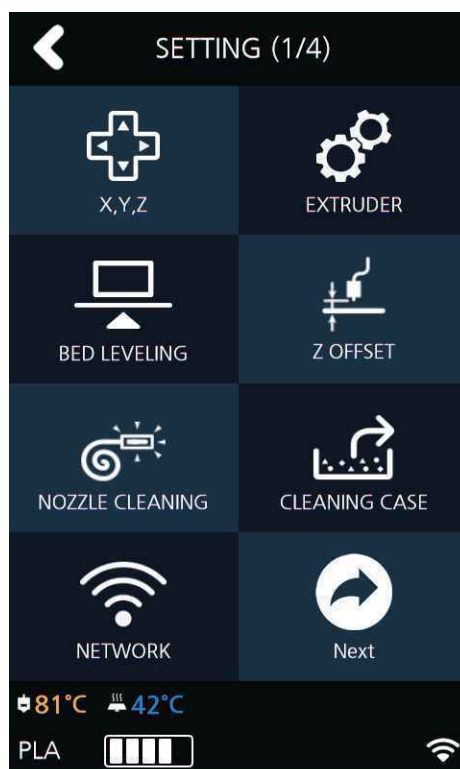 SETTING (1/4)
X,Y,Z
EXTRUDER
BED LEVELING
Z OFFSET
NOZZLE CLEANING
CLEANING CASE
NETWORK
Next
81°C 42°C
PLA